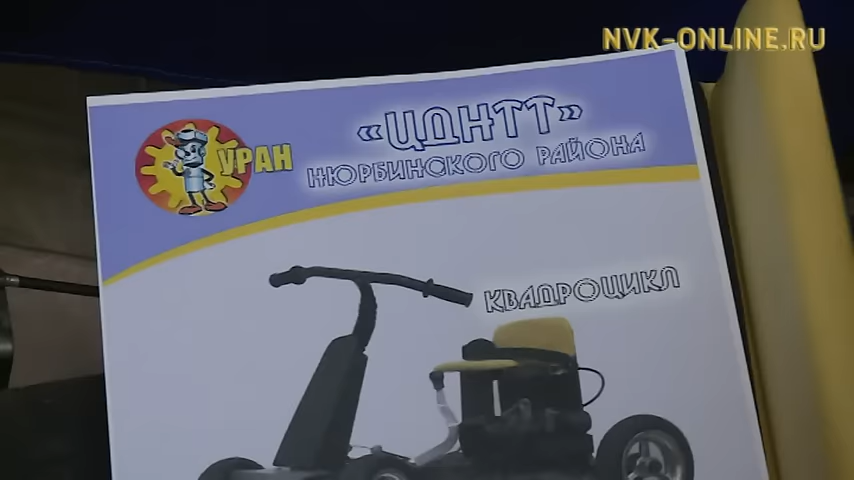 NVK-ONLINE.RU
«ЦДНТТ»
УРАН
НЮРБИНСКОГО РАЙОНА
КВАДРОЦИКЛ